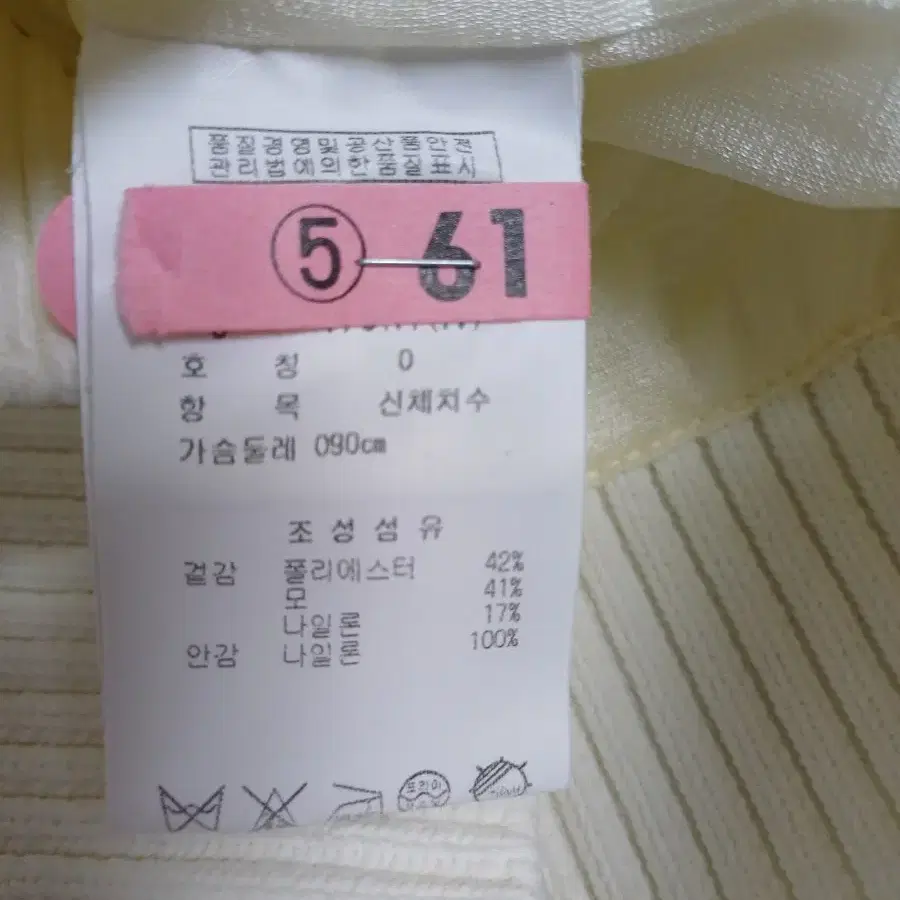 품질경영및공산품안전
관리법에의한품질표시
⑤ 61
호 칭 0
항 목 신체치수
가슴둘레 090cm
조성섬유
겉감 폴리에스터 42%
모 41%
나일론 17%
안감 나일론 100%
드라이